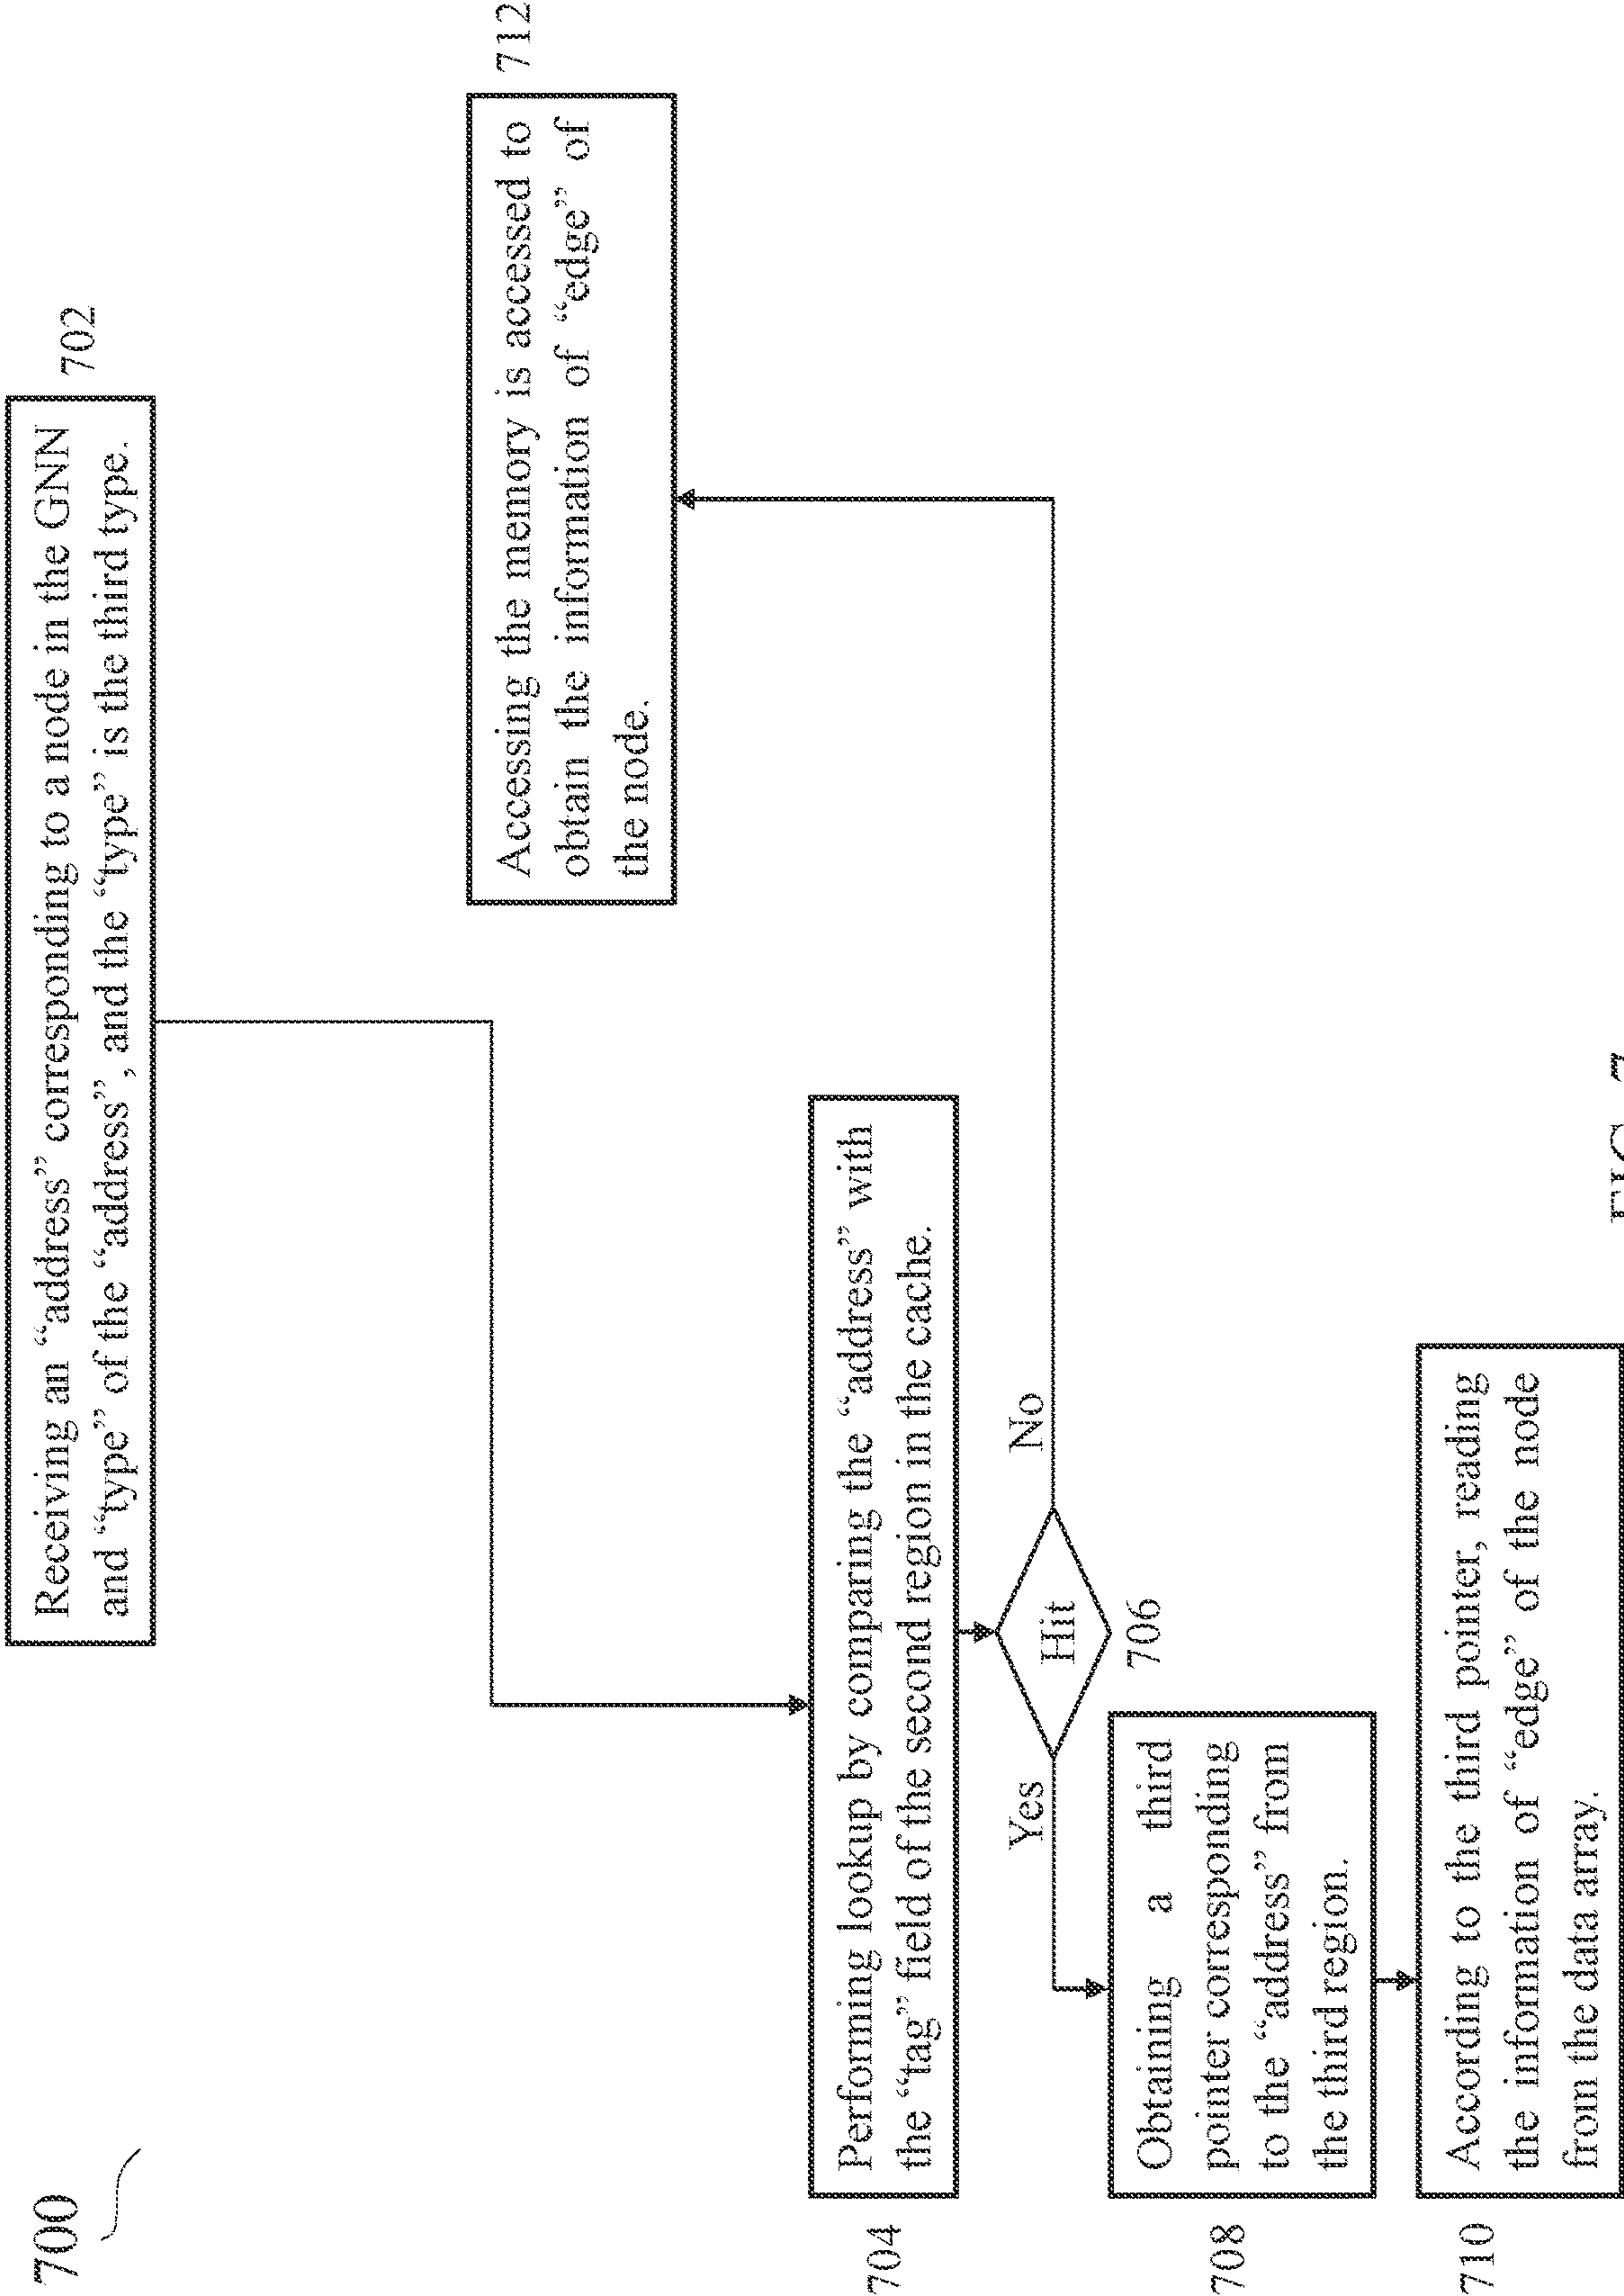 700
Receiving an “address” corresponding to a node in the GNN
and “type” of the “address”, and the “type” is the third type.
702
Accessing the memory is accessed to
obtain the information of “edge” of
the node.
712
704
Performing lookup by comparing the “address” with
the “tag” field of the second region in the cache.
Hit
706
Yes
No
708
Obtaining a third
pointer corresponding
to the “address” from
the third region.
710
According to the third pointer, reading
the information of “edge” of the node
from the data array.
FIG. 7